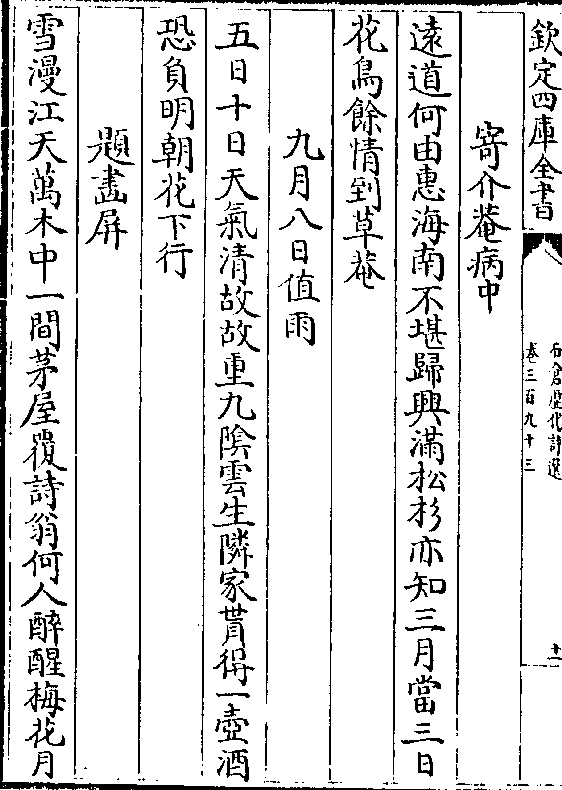 欽定四庫全書
石倉歴代詩選
卷三百九十三
十一
寄介菴病中
遠道何由惠海南不堪歸興滿松杉亦知三月當三日
花鳥餘情到草菴
九月八日值雨
五日十日天氣清故故重九隂雲生隣家貰得一壺酒
恐負明朝花下行
題畫屏
雪漫江天萬木中一間茅屋覆詩翁何人醉醒梅花月